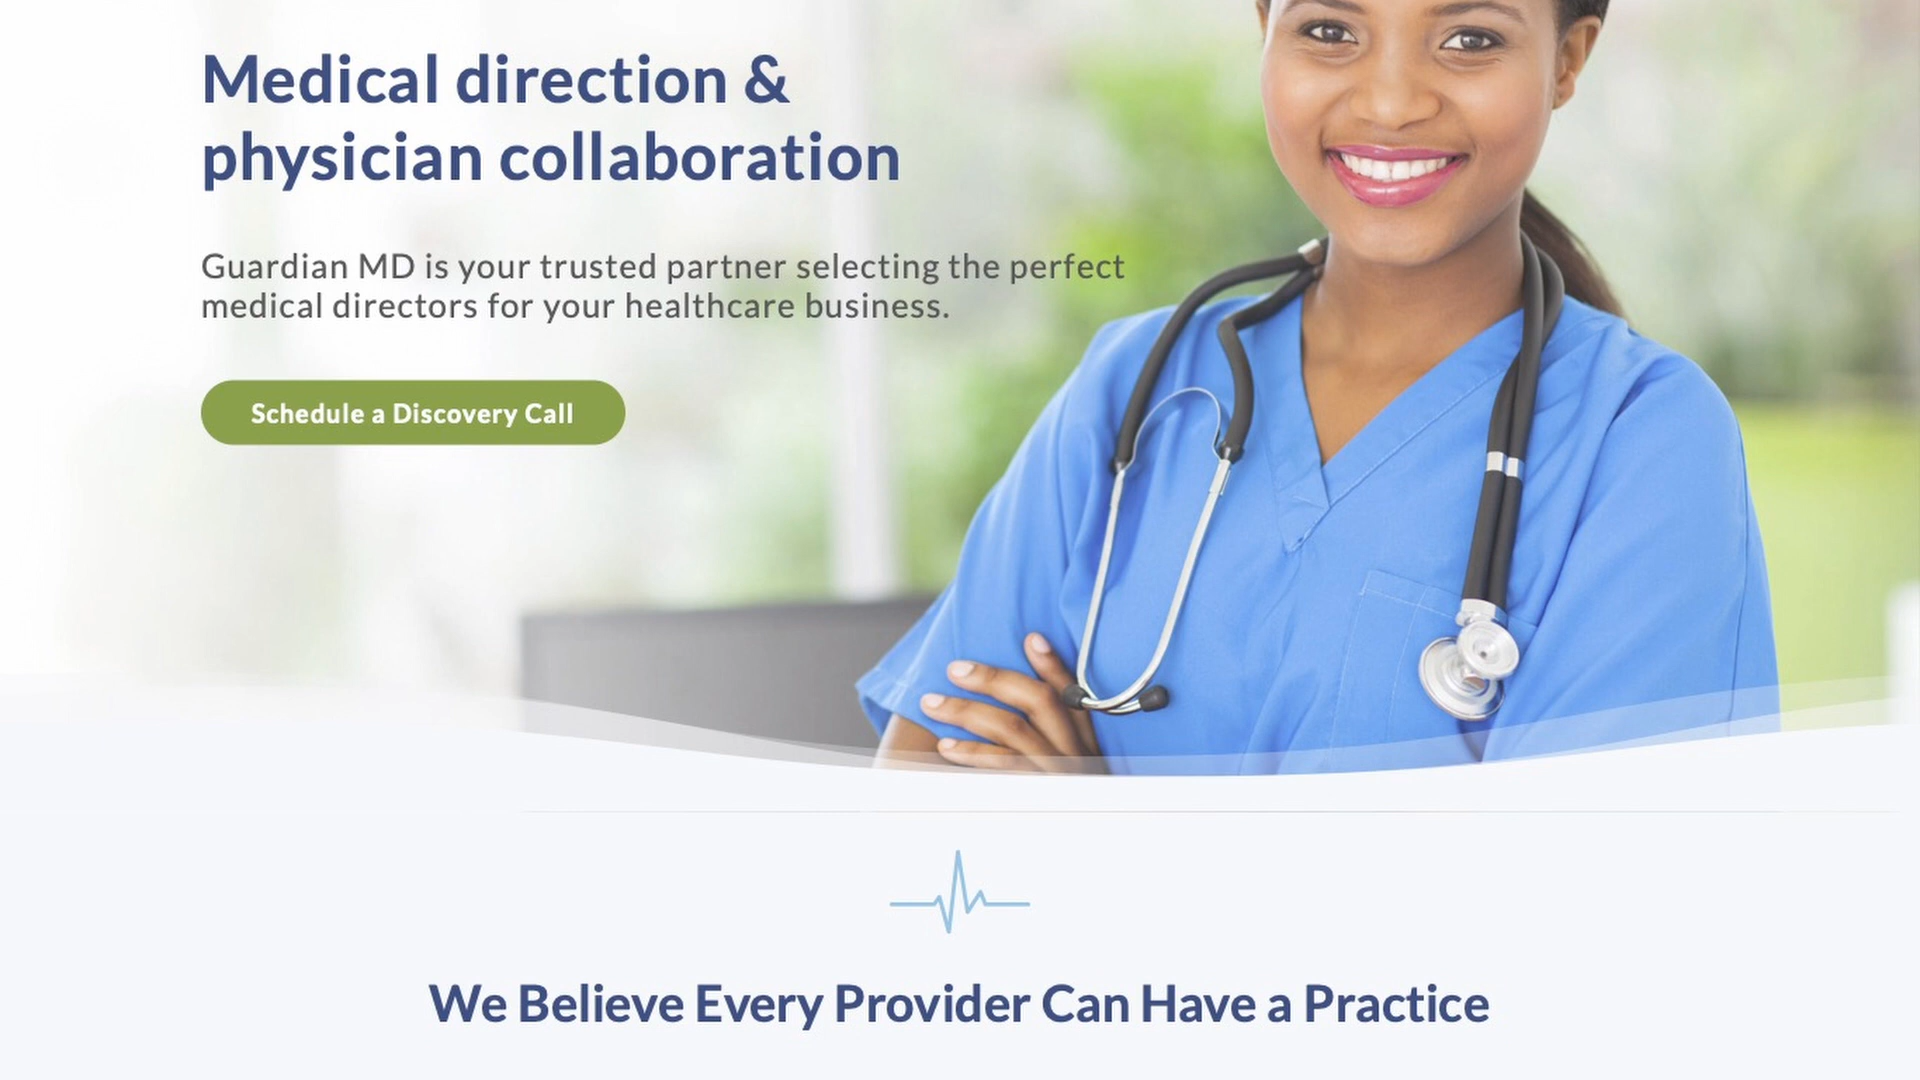 Medical direction &
physician collaboration
Guardian MD is your trusted partner selecting the perfect
medical directors for your healthcare business.
Schedule a Discovery Call
We Believe Every Provider Can Have a Practice